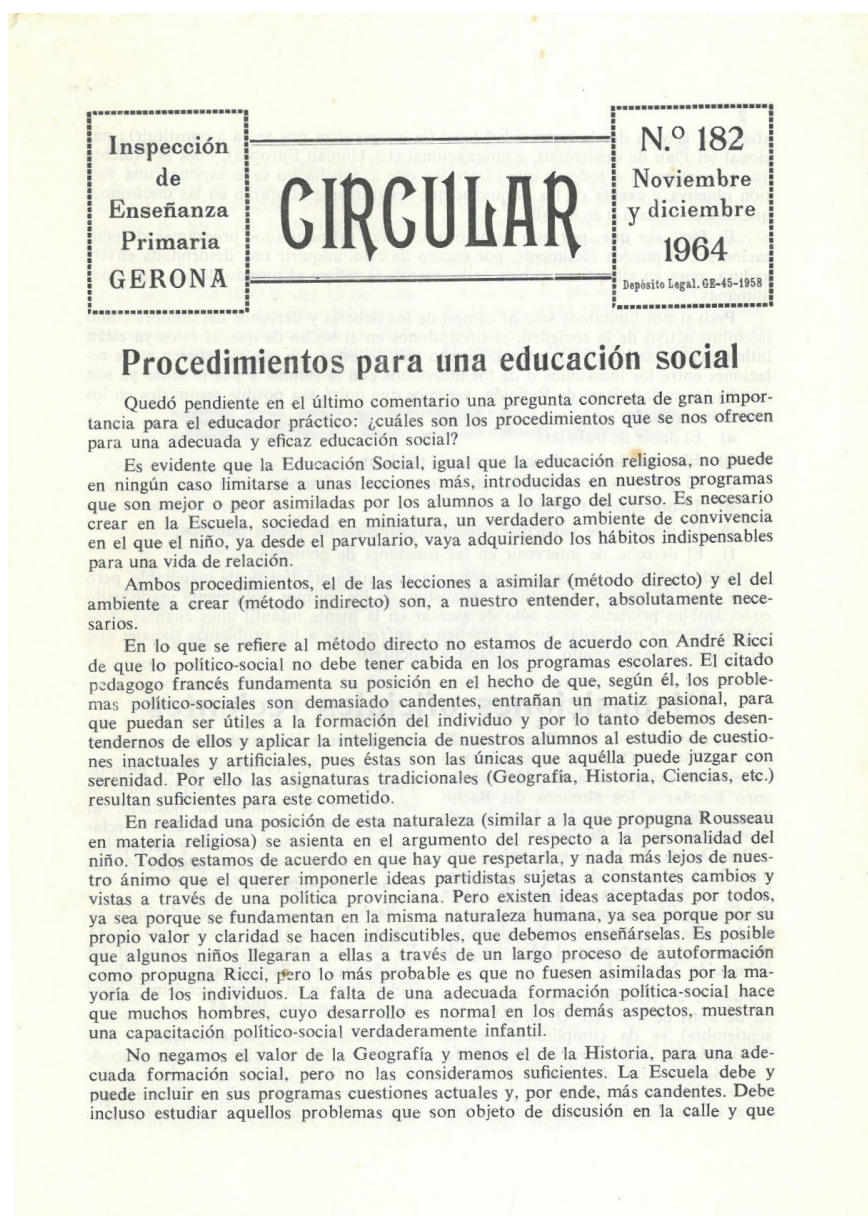 Inspección
de
Enseñanza
Primaria
GERONA
CIRCULAR
N.º 182
Noviembre
y diciembre
1964
Depósito Legal. GE-45-1958
Procedimientos para una educación social
Quedó pendiente en el último comentario una pregunta concreta de gran impor-
tancia para el educador práctico: ¿cuáles son los procedimientos que se nos ofrecen
para una adecuada y eficaz educación social?
Es evidente que la Educación Social, igual que la educación religiosa, no puede
en ningún caso limitarse a unas lecciones más, introducidas en nuestros programas
que son mejor o peor asimiladas por los alumnos a lo largo del curso. Es necesario
crear en la Escuela, sociedad en miniatura, un verdadero ambiente de convivencia
en el que el niño, ya desde el parvulario, vaya adquiriendo los hábitos indispensables
para una vida de relación.
Ambos procedimientos, el de las lecciones a asimilar (método directo) y el del
ambiente a crear (método indirecto) son, a nuestro entender, absolutamente nece-
sarios.
En lo que se refiere al método directo no estamos de acuerdo con André Ricci
de que lo político-social no debe tener cabida en los programas escolares. El citado
pedagogo francés fundamenta su posición en el hecho de que, según él, los proble-
mas político-sociales son demasiado candentes, entrañan un matiz pasional, para
que puedan ser útiles a la formación del individuo y por lo tanto debemos desen-
tendernos de ellos y aplicar la inteligencia de nuestros alumnos al estudio de cuestio-
nes inactuales y artificiales, pues éstas son las únicas que aquélla puede juzgar con
serenidad. Por ello las asignaturas tradicionales (Geografía, Historia, Ciencias, etc.)
resultan suficientes para este cometido.
En realidad una posición de esta naturaleza (similar a la que propugna Rousseau
en materia religiosa) se asienta en el argumento del respecto a la personalidad del
niño. Todos estamos de acuerdo en que hay que respetarla, y nada más lejos de nues-
tro ánimo que el querer imponerle ideas partidistas sujetas a constantes cambios y
vistas a través de una política provinciana. Pero existen ideas aceptadas por todos,
ya sea porque se fundamentan en la misma naturaleza humana, ya sea porque por su
propio valor y claridad se hacen indiscutibles, que debemos enseñárselas. Es posible
que algunos niños llegaran a ellas a través de un largo proceso de autoformación
como propugna Ricci, pero lo más probable es que no fuesen asimiladas por la ma-
yoría de los individuos. La falta de una adecuada formación política-social hace
que muchos hombres, cuyo desarrollo es normal en los demás aspectos, muestran
una capacitación político-social verdaderamente infantil.
No negamos el valor de la Geografía y menos el de la Historia, para una ade-
cuada formación social, pero no las consideramos suficientes. La Escuela debe y
puede incluir en sus programas cuestiones actuales y, por ende, más candentes. Debe
incluso estudiar aquellos problemas que son objeto de discusión en la calle y que